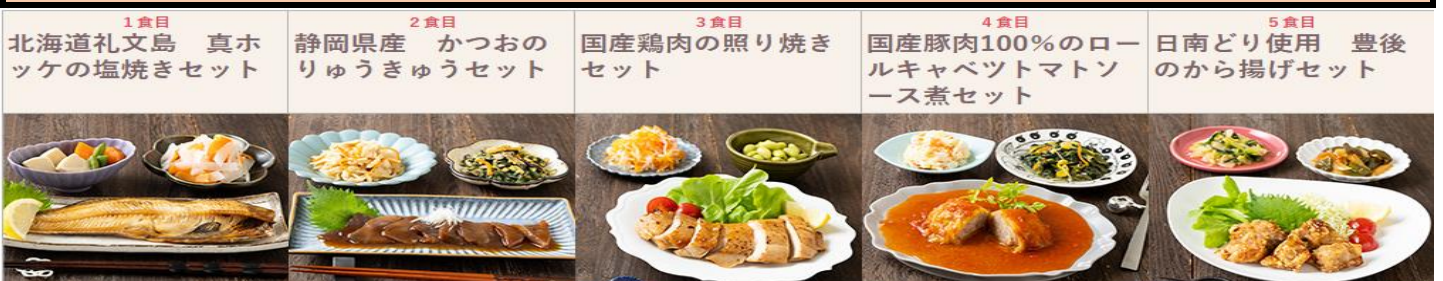 1食目
北海道礼文島　真ホ
ッケの塩焼きセット
2食目
静岡県産　かつおの
りゅうきゅうセット
3食目
国産鶏肉の照り焼き
セット
4食目
国産豚肉100%のロー
ルキャベツトマトソ
ース煮セット
5食目
日南どり使用　豊後
のから揚げセット